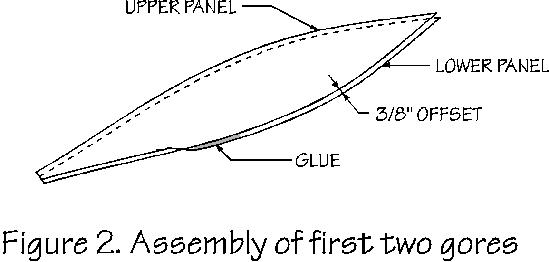 UPPER PANEL
LOWER PANEL
3/8" OFFSET
GLUE
Figure 2. Assembly of first two gores